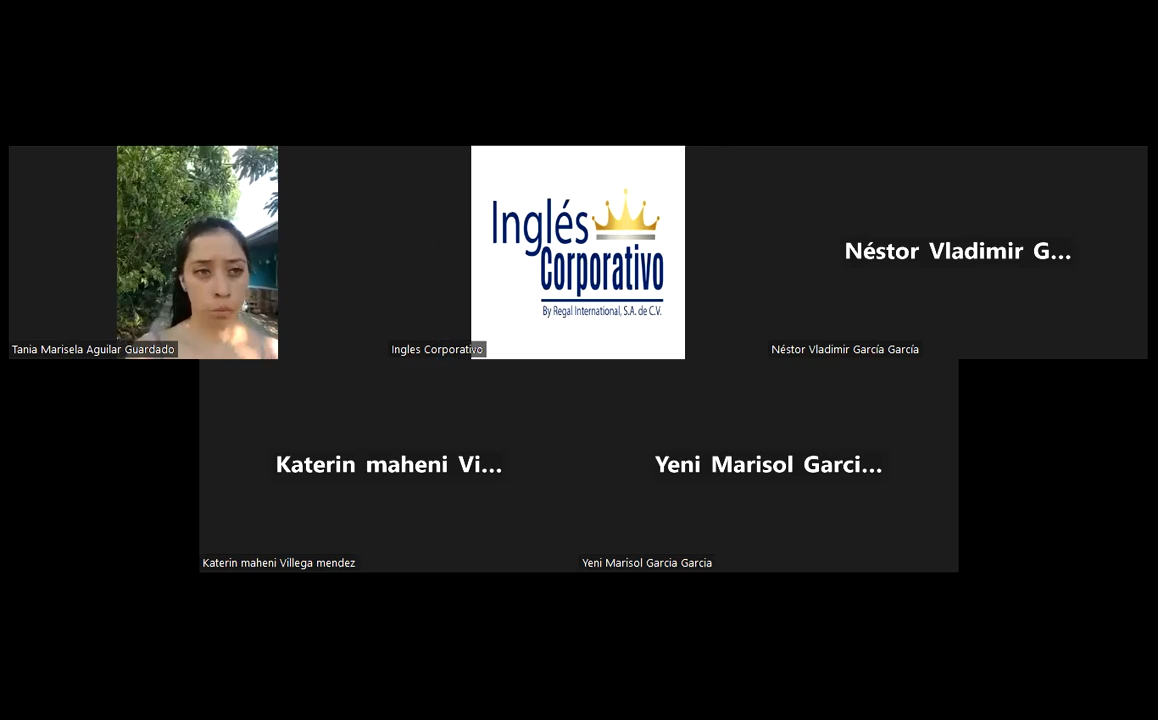 Inglés
Corporativo
By Regal International, S.A. de C.V.
Néstor Vladimir G...
Tania Marisela Aguilar Guardado
Ingles Corporativo
Néstor Vladimir García García
Katerin maheni Vi...
Yeni Marisol Garci...
Katerin maheni Villega mendez
Yeni Marisol Garcia Garcia